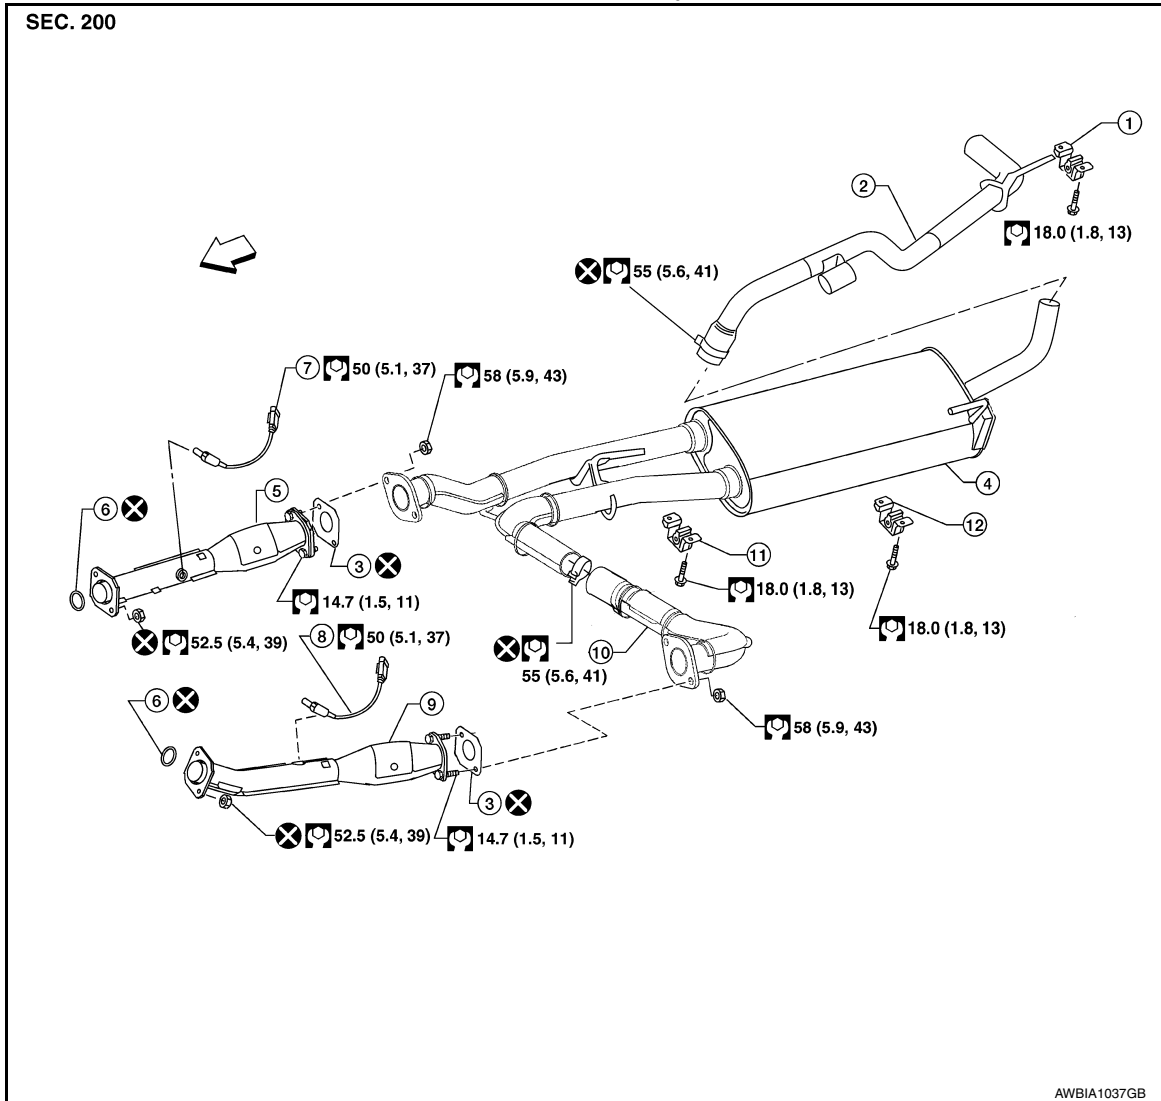 SEC. 200
1
2
18.0 (1.8, 13)
55 (5.6, 41)
7
50 (5.1, 37)
58 (5.9, 43)
5
4
6
12
3
11
14.7 (1.5, 11)
18.0 (1.8, 13)
52.5 (5.4, 39)
8
50 (5.1, 37)
18.0 (1.8, 13)
10
55 (5.6, 41)
6
9
58 (5.9, 43)
3
52.5 (5.4, 39)
14.7 (1.5, 11)
AWBIA1037GB